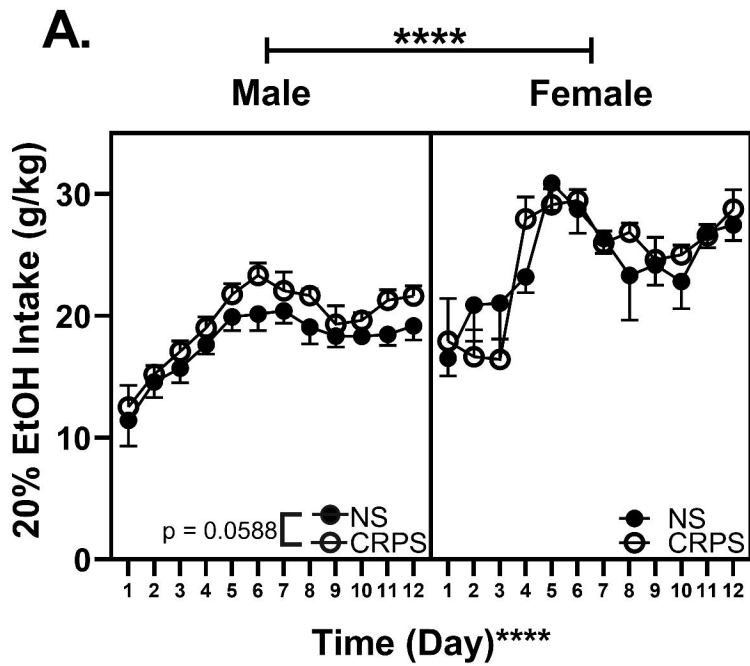 A.
****
Male Female
20% EtOH Intake (g/kg)
30
20
10
0
p = 0.0588
NS
CRPS
NS
CRPS
1 2 3 4 5 6 7 8 9 10 11 12 1 2 3 4 5 6 7 8 9 10 11 12
Time (Day)****